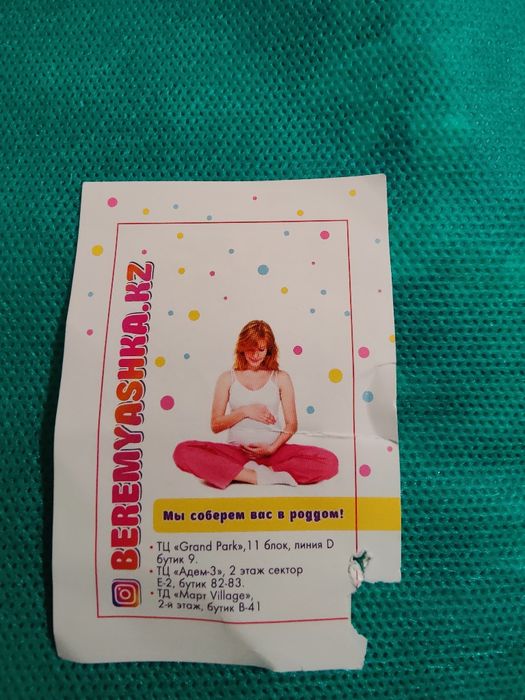 BEREMYASHKA.KZ
Мы соберем вас в роддом!
• ТЦ «Grand Park»,11 блок, линия D
бутик 9.
• ТЦ «Адем-3», 2 этаж сектор
Е-2, бутик 82-83.
• ТД «Март Village»,
2-й этаж, бутик В-41